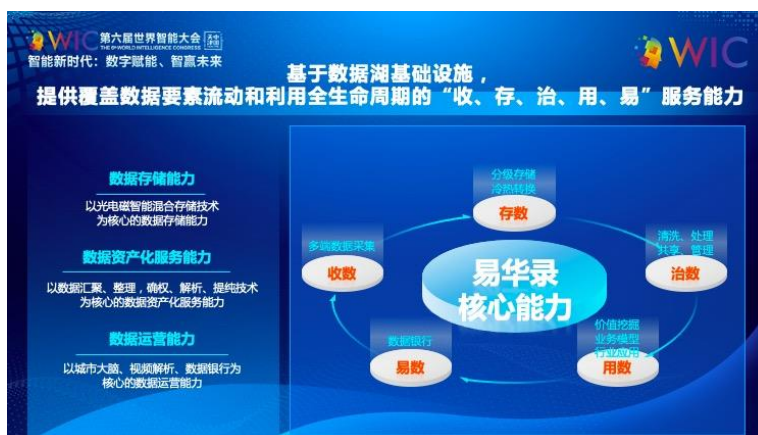 WIC 第六届世界智能大会
THE 6TH WORLD INTELLIGENCE CONGRESS
智能新时代：数字赋能、智赢未来
WIC
基于数据湖基础设施，
提供覆盖数据要素流动和利用全生命周期的“收、存、治、用、易”服务能力
数据存储能力
以光电磁智能混合存储技术
为核心的数据存储能力
数据资产化服务能力
以数据汇聚、整理，确权、解析、提纯技术
为核心的数据资产化服务能力
数据运营能力
以城市大脑、视频解析、数据银行为
核心的数据运营能力
分级存储
冷热转换
存数
多端数据采集
收数
清洗、处理
共享、管理
治数
易华录
核心能力
数据银行
易数
价值挖掘
业务模型
行业应用
用数